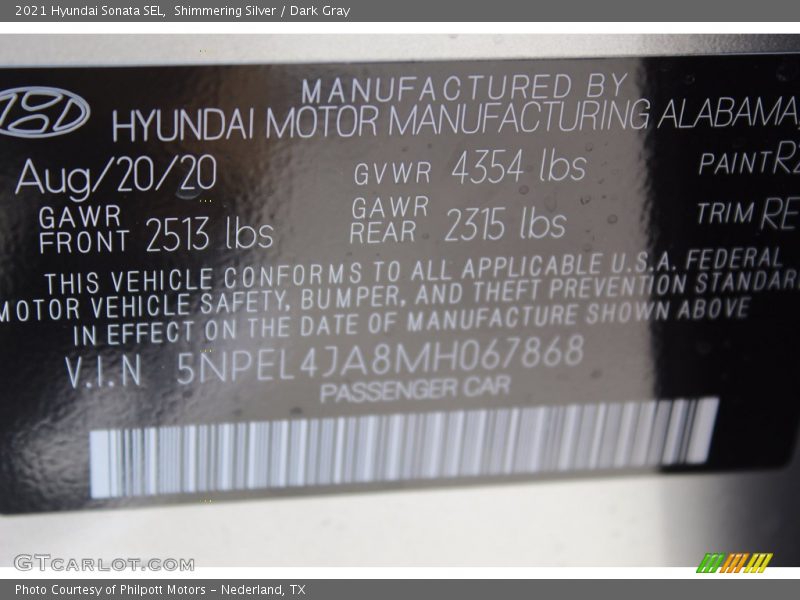 2021 Hyundai Sonata SEL,  Shimmering Silver / Dark Gray
MANUFACTURED BY
HYUNDAI MOTOR MANUFACTURING ALABAMA,
Aug/20/20 GVWR 4354 lbs PAINT R2
GAWR FRONT 2513 lbs GAWR REAR 2315 lbs TRIM RE
THIS VEHICLE CONFORMS TO ALL APPLICABLE U.S.A. FEDERAL
MOTOR VEHICLE SAFETY, BUMPER, AND THEFT PREVENTION STANDAR
IN EFFECT ON THE DATE OF MANUFACTURE SHOWN ABOVE
V.I.N 5NPEL4JA8MH067868
PASSENGER CAR
GTCARLOT.COM
Photo Courtesy of Philpott Motors - Nederland, TX